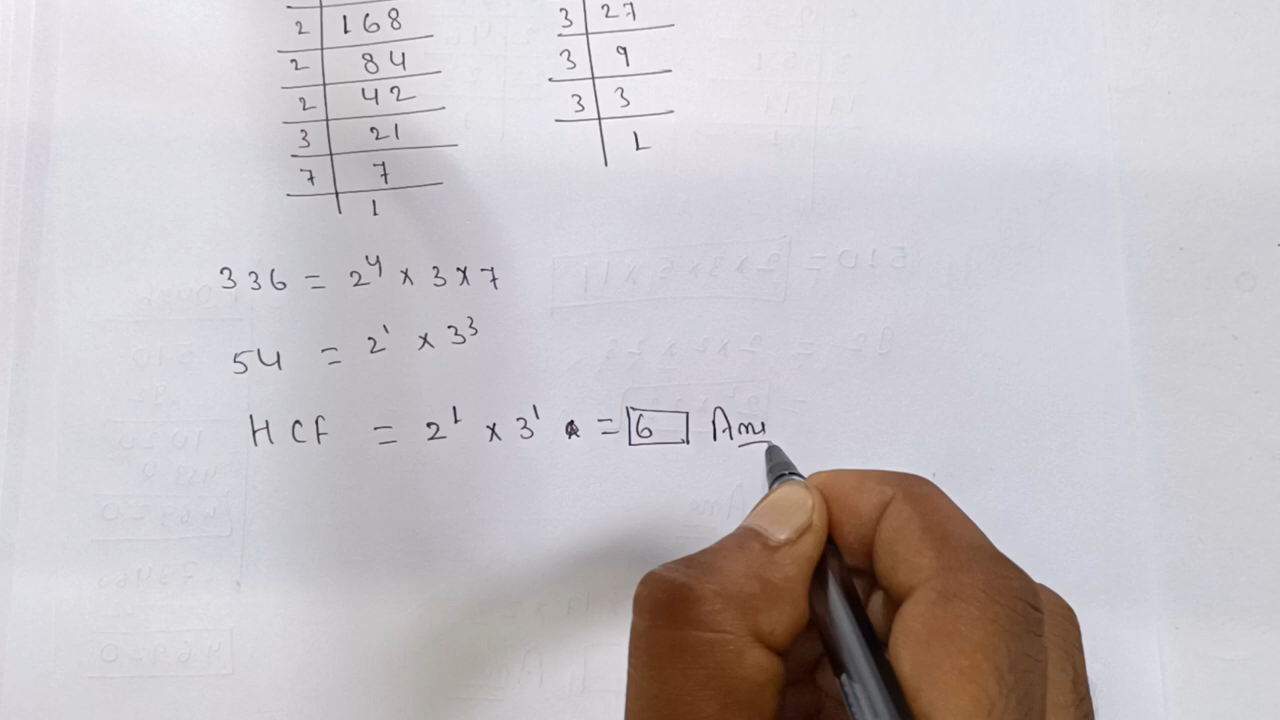 2 | 168
2 | 84
2 | 42
3 | 21
7 | 7
1
3 | 27
3 | 9
3 | 3
1
336 = 2⁴ × 3 × 7
54 = 2¹ × 3³
HCF = 2¹ × 3¹ = 6 Ans